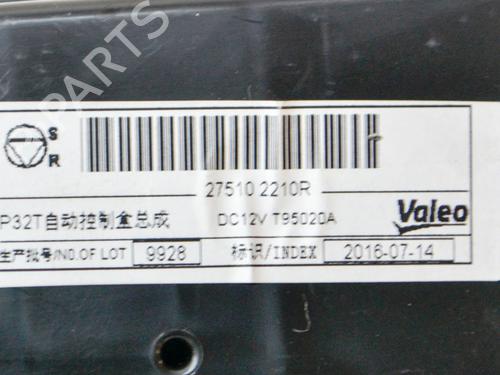 S
R
27510 2210R
P32T自动控制盒总成 DC12V T95020A Valeo
生产批号/NO.OF LOT 9928 标识/INDEX 2016-07-14
B PARTS